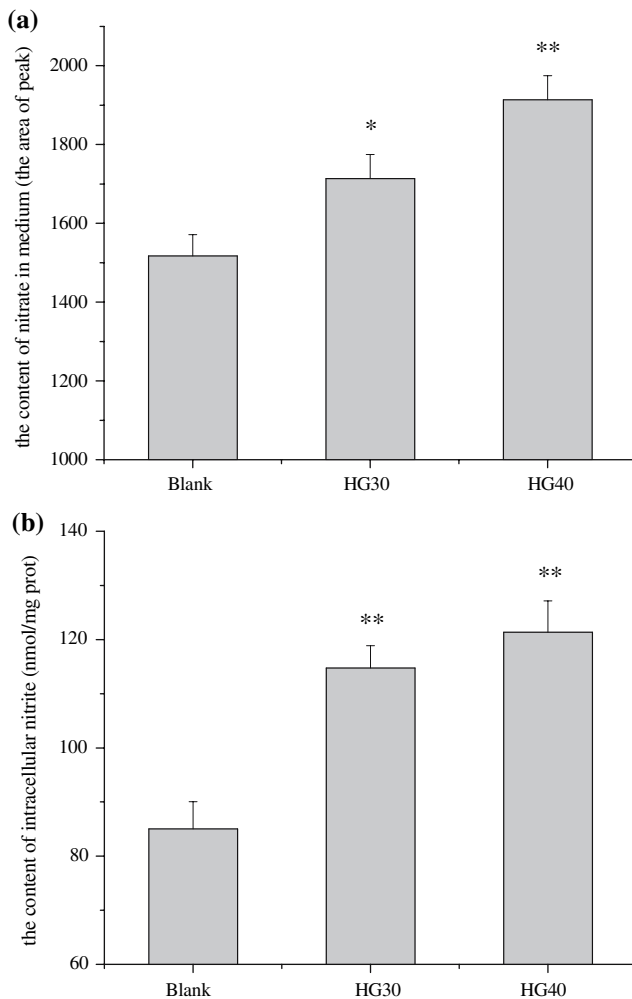 (a)
the content of nitrate in medium (the area of peak)
2000
1800
1600
1400
1200
1000
*
**
Blank
HG30
HG40
(b)
the content of intracellular nitrite (nmol/mg prot)
140
120
100
80
60
**
**
Blank
HG30
HG40